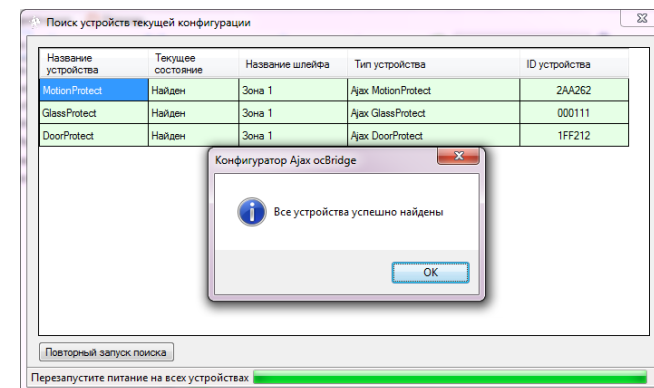 Поиск устройств текущей конфигурации
Название устройства
Текущее состояние
Название шлейфа
Тип устройства
ID устройства
MotionProtect Найден Зона 1 Ajax MotionProtect 2AA262
GlassProtect Найден Зона 1 Ajax GlassProtect 000111
DoorProtect Найден Зона 1 Ajax DoorProtect 1FF212
Конфигуратор Ajax ocBridge
Все устройства успешно найдены
OK
Повторный запуск поиска
Перезапустите питание на всех устройствах